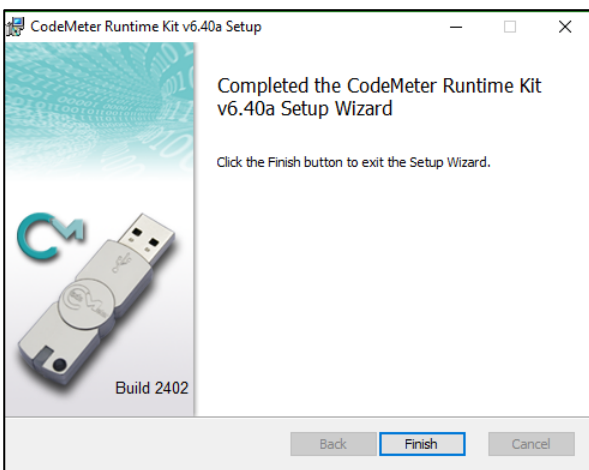 CodeMeter Runtime Kit v6.40a Setup
Completed the CodeMeter Runtime Kit
v6.40a Setup Wizard
Click the Finish button to exit the Setup Wizard.
Build 2402
Back
Finish
Cancel